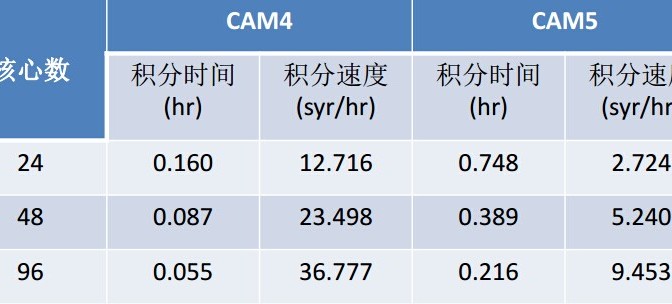 CAM4 CAM5
核心数 积分时间 积分速度 积分时间 积分速
(hr) (syr/hr) (hr) (syr/hr
24 0.160 12.716 0.748 2.724
48 0.087 23.498 0.389 5.240
96 0.055 36.777 0.216 9.453